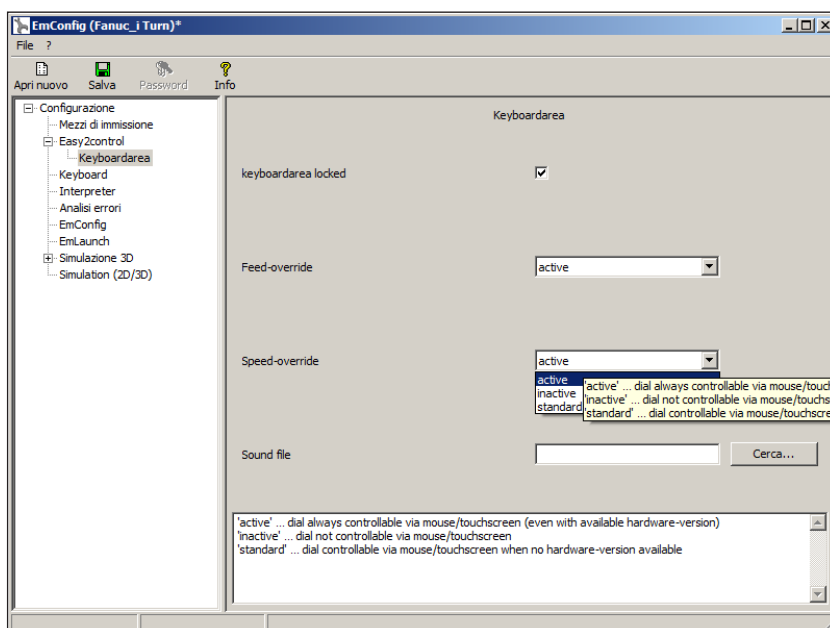 EmConfig (Fanuc_i Turn)*
File ?
Apri nuovo Salva Password Info
Configurazione
Mezzi di immissione
Easy2control
Keyboardarea
Keyboard
Interpreter
Analisi errori
EmConfig
EmLaunch
Simulazione 3D
Simulation (2D/3D)
Keyboardarea
keyboardarea locked
Feed-override active
Speed-override active
active
inactive
standard
'active' ... dial always controllable via mouse/touch
'inactive' ... dial not controllable via mouse/touchs
'standard' ... dial controllable via mouse/touchscre
Sound file Cerca...
'active' ... dial always controllable via mouse/touchscreen (even with available hardware-version)
'inactive' ... dial not controllable via mouse/touchscreen
'standard' ... dial controllable via mouse/touchscreen when no hardware-version available